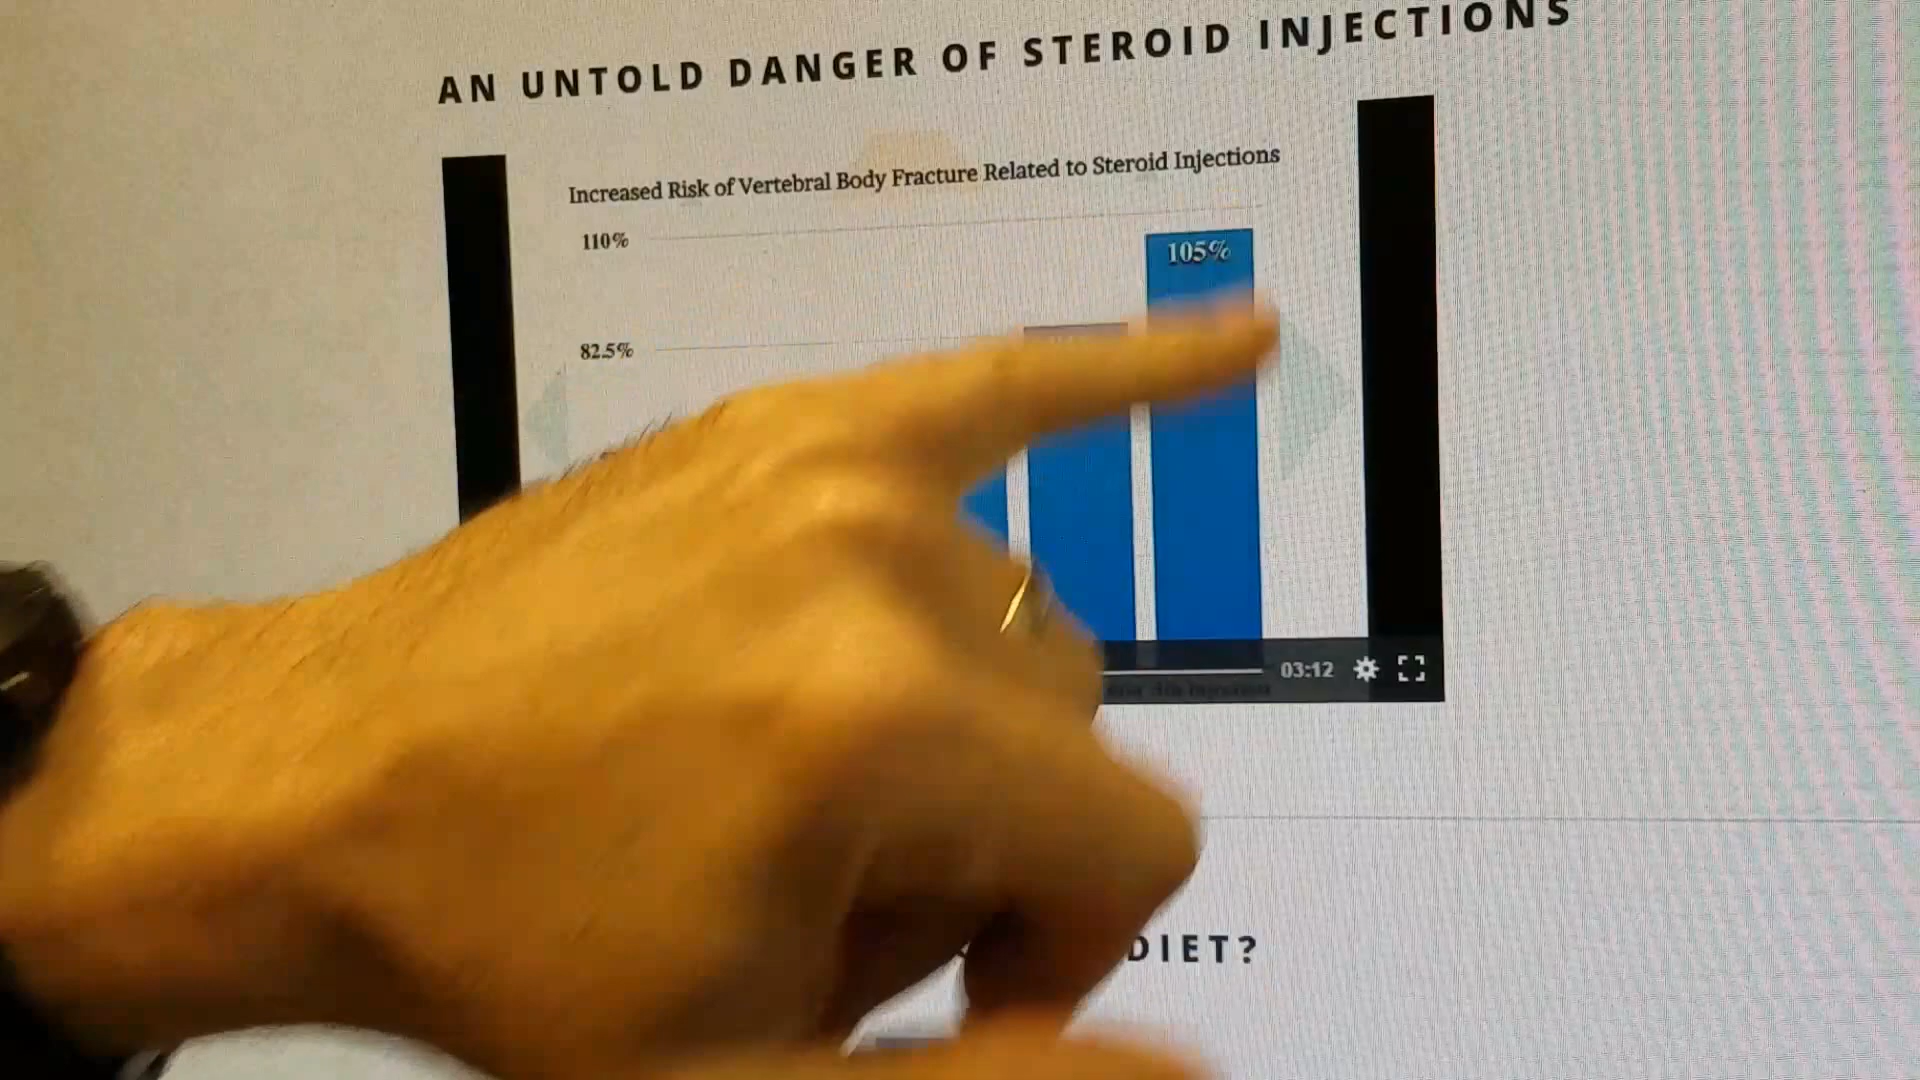 AN UNTOLD DANGER OF STEROID INJECTIONS
Increased Risk of Vertebral Body Fracture Related to Steroid Injections
110%
105%
82.5%
03:12
DIET?